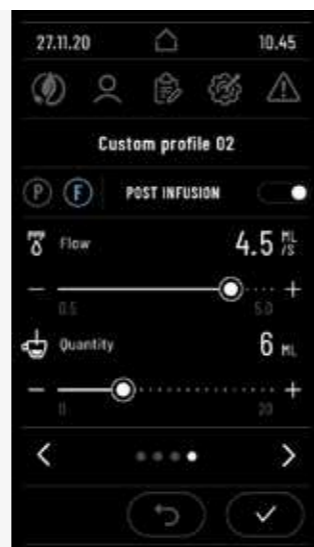 27.11.20 10.45
Custom profile 02
P F POST INFUSION
Flow 4.5 ML/S
0.5 5.0
Quantity 6 ML
20